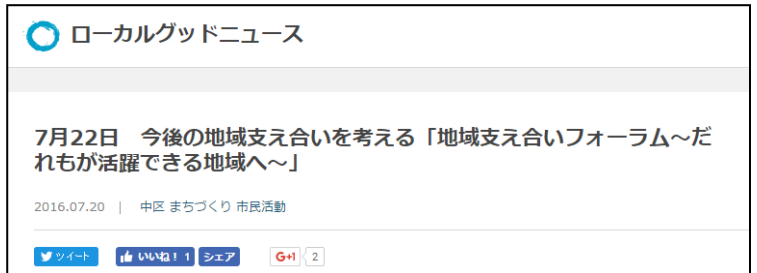 ローカルグッドニュース
7月22日　今後の地域支え合いを考える「地域支え合いフォーラム～だ
れもが活躍できる地域へ～」
2016.07.20 | 中区 まちづくり 市民活動
ツイート いいね！ 1 シェア G+1 2